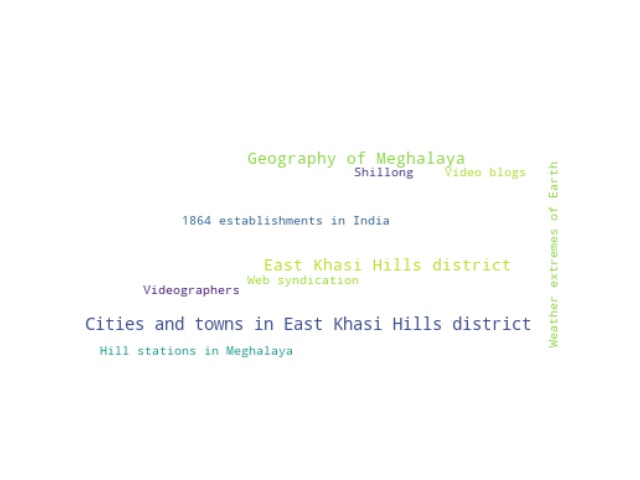 Geography of Meghalaya
Shillong
Video blogs
Weather extremes of Earth
1864 establishments in India
East Khasi Hills district
Web syndication
Videographers
Cities and towns in East Khasi Hills district
Hill stations in Meghalaya